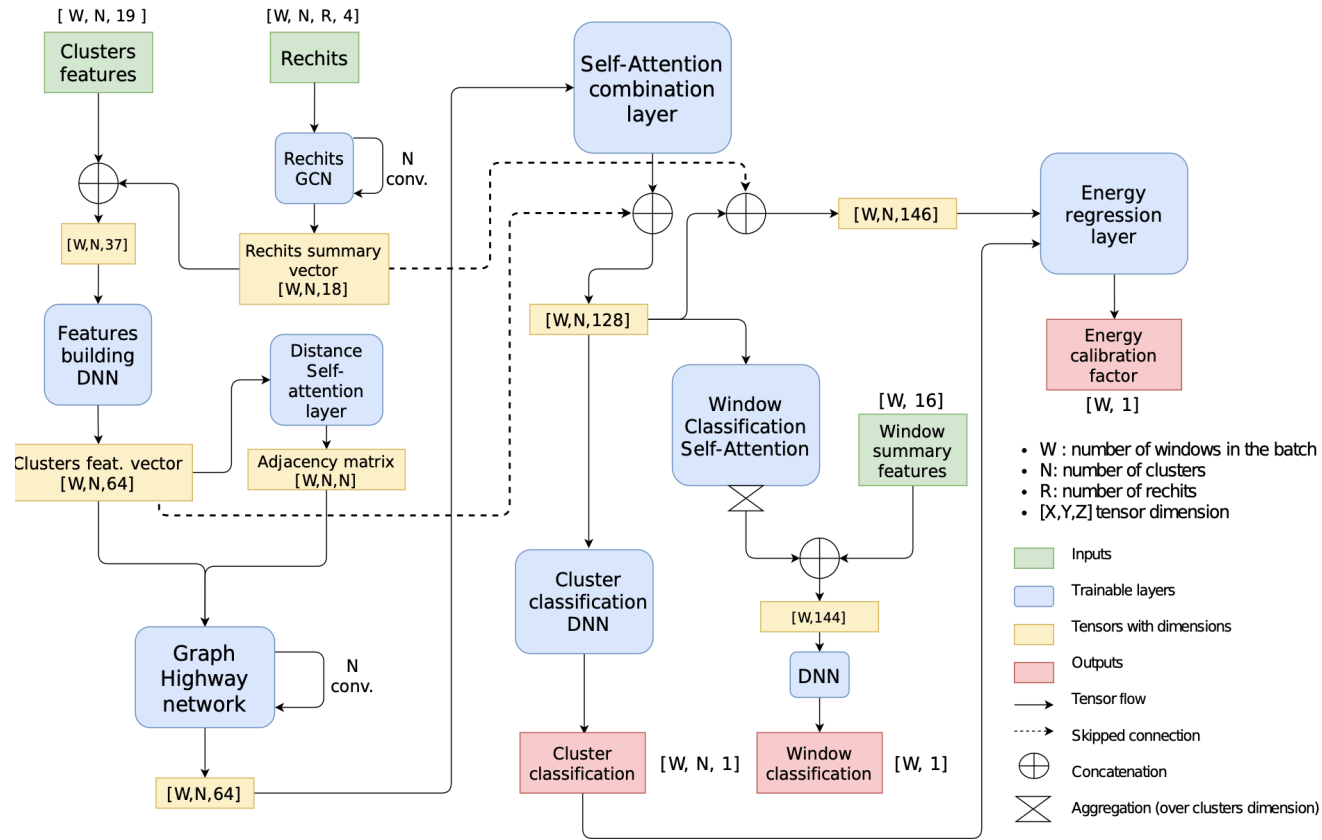 [ W, N, 19 ]
Clusters
features
[W, N, R, 4]
Rechits
Rechits
GCN
N
conv.
[W,N,37]
Rechits summary
vector
[W,N,18]
Features
building
DNN
Distance
Self-
attention
layer
Clusters feat. vector
[W,N,64]
Adjacency matrix
[W,N,N]
Graph
Highway
network
N
conv.
[W,N,64]
Self-Attention
combination
layer
[W,N,146]
[W,N,128]
Energy
regression
layer
Energy
calibration
factor
[W, 1]
Window
Classification
Self-Attention
[W, 16]
Window
summary
features
Cluster
classification
DNN
[W,144]
DNN
Cluster
classification
[W, N, 1]
Window
classification
[W, 1]
• W : number of windows in the batch
• N: number of clusters
• R: number of rechits
• [X,Y,Z] tensor dimension
Inputs
Trainable layers
Tensors with dimensions
Outputs
Tensor flow
Skipped connection
Concatenation
Aggregation (over clusters dimension)